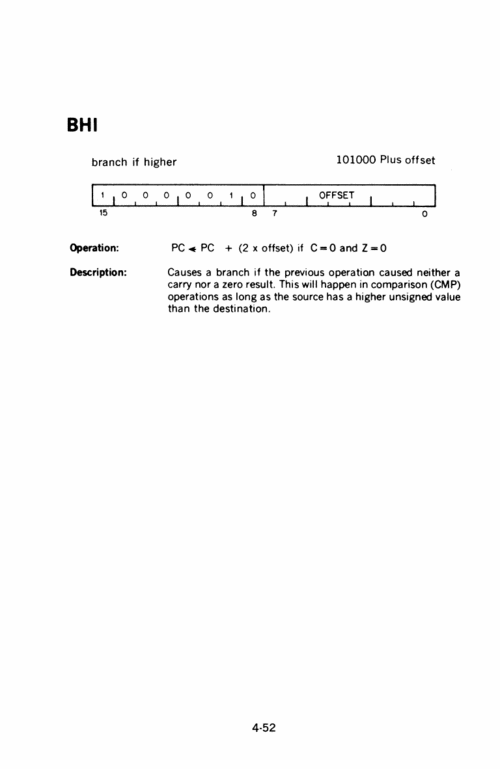 BHI
branch if higher 101000 Plus offset
1 0 0 0 0 0 1 0 OFFSET
15 8 7 0
Operation: PC ◄ PC + (2 x offset) if C=0 and Z=0
Description: Causes a branch if the previous operation caused neither a
carry nor a zero result. This will happen in comparison (CMP)
operations as long as the source has a higher unsigned value
than the destination.
4-52